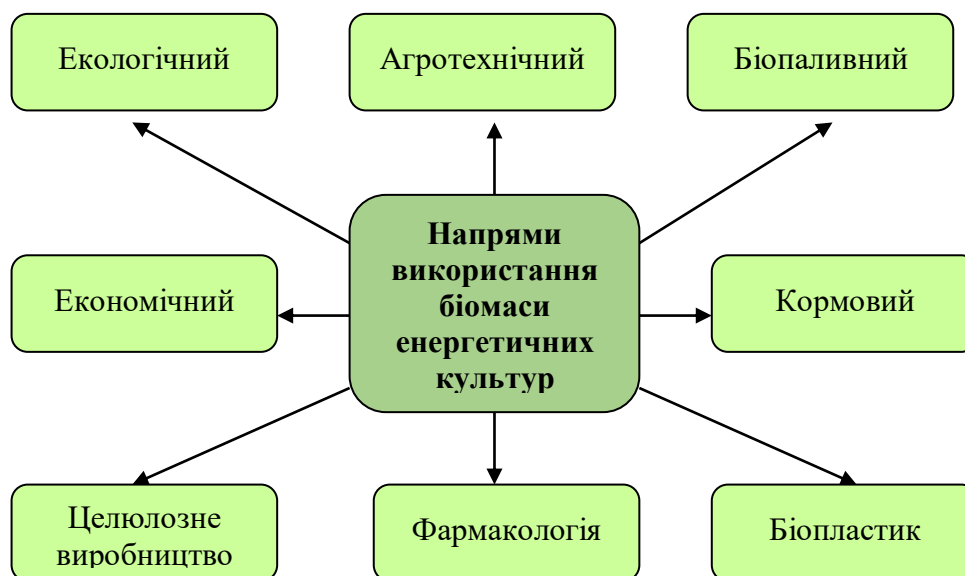 Екологічний
Агротехнічний
Біопаливний
Напрями
використання
біомаси
енергетичних
культур
Економічний
Кормовий
Целюлозне
виробництво
Фармакологія
Біопластик